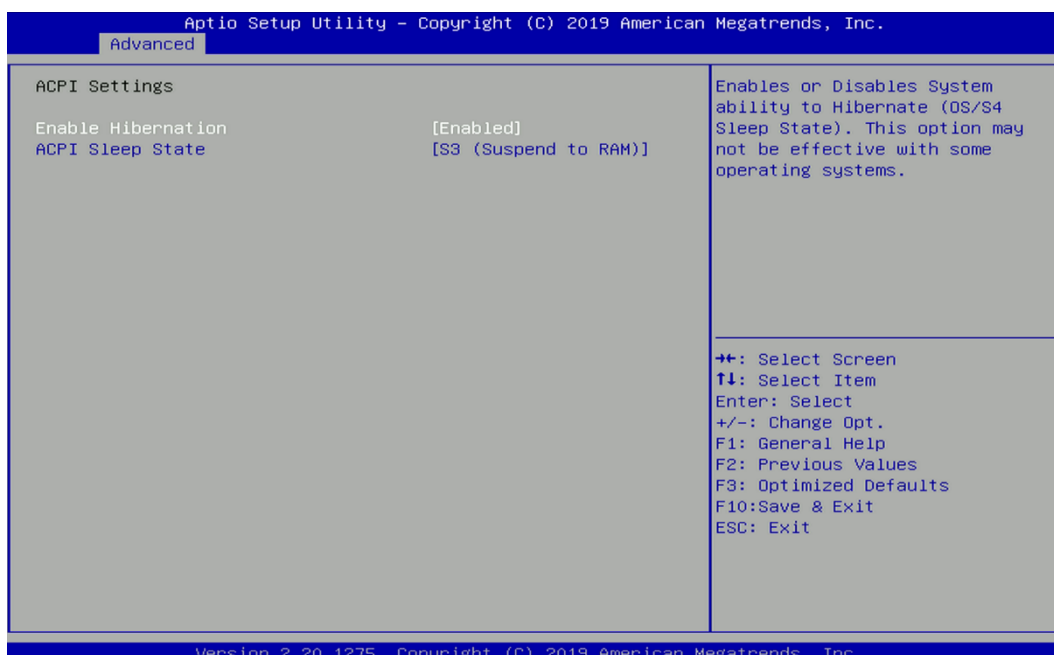 Aptio Setup Utility – Copyright (C) 2019 American Megatrends, Inc.
Advanced
ACPI Settings
Enable Hibernation [Enabled]
ACPI Sleep State [S3 (Suspend to RAM)]
Enables or Disables System
ability to Hibernate (OS/S4
Sleep State). This option may
not be effective with some
operating systems.
→←: Select Screen
↑↓: Select Item
Enter: Select
+/-: Change Opt.
F1: General Help
F2: Previous Values
F3: Optimized Defaults
F10:Save & Exit
ESC: Exit
Version 2.20.1275. Copyright (C) 2019 American Megatrends, Inc.